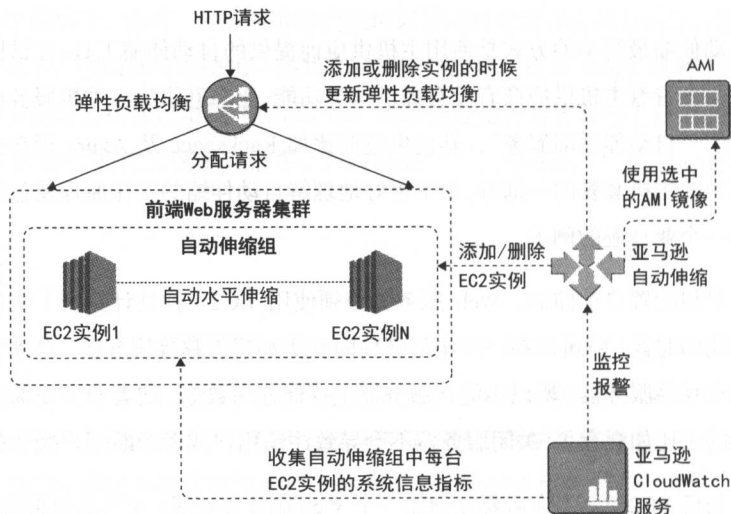 HTTP请求
添加或删除实例的时候
更新弹性负载均衡
AMI
弹性负载均衡
分配请求
使用选中
的AMI镜像
前端Web服务器集群
自动伸缩组
添加/删除
EC2实例
亚马逊
自动伸缩
自动水平伸缩
EC2实例1
EC2实例N
监控
报警
收集自动伸缩组中每台
EC2实例的系统信息指标
亚马逊
CloudWatch
服务